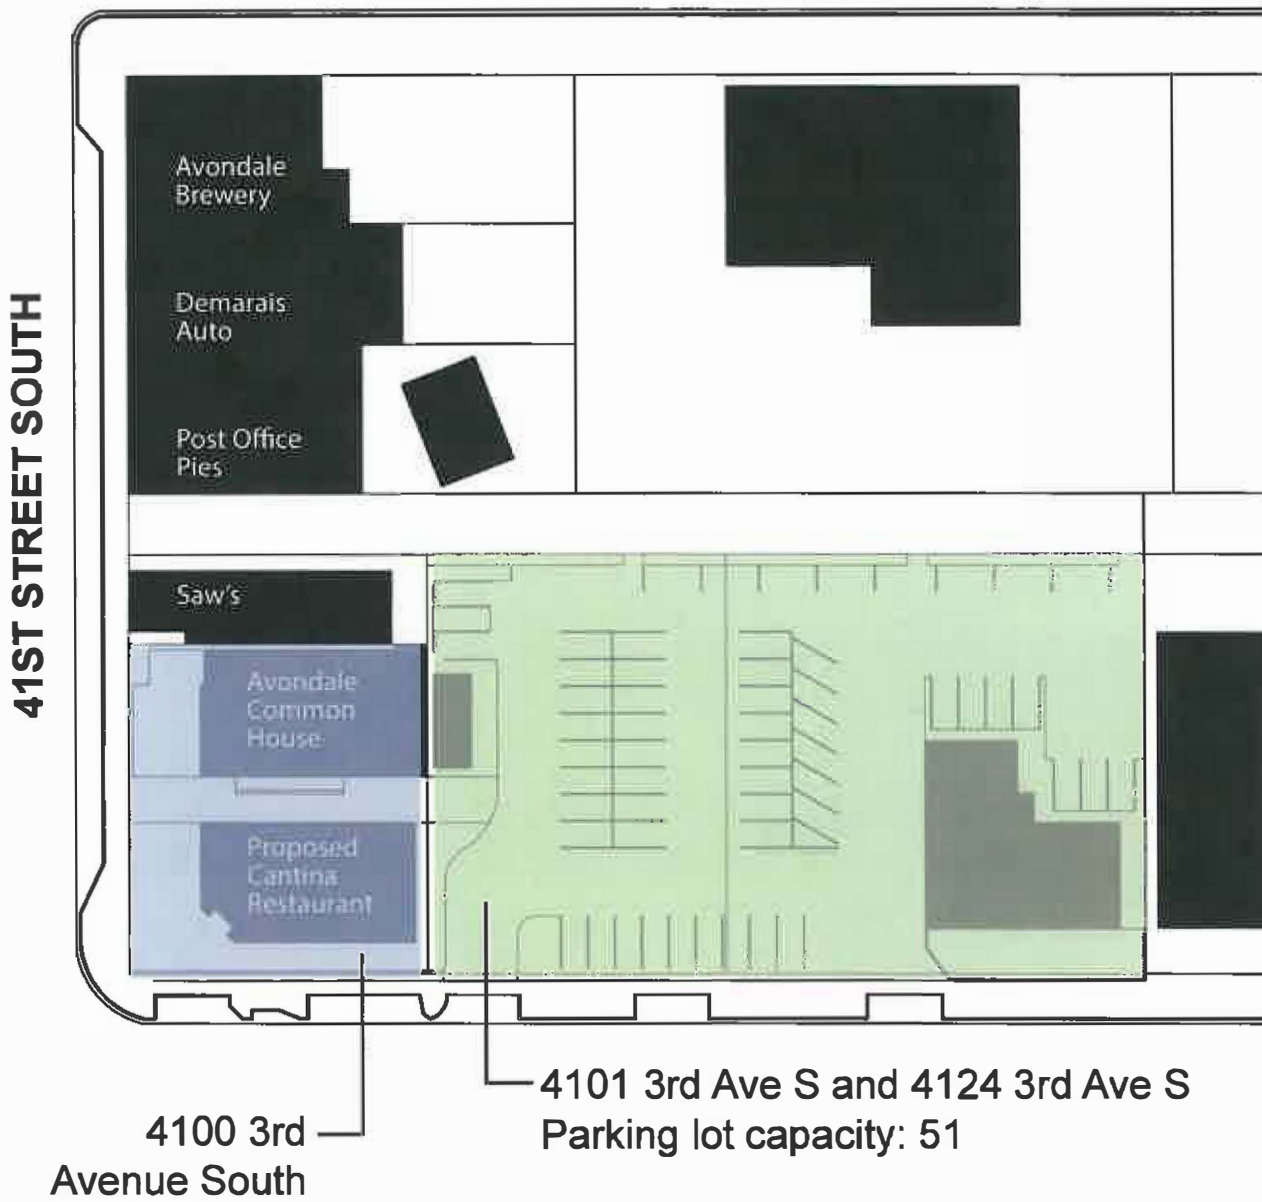 Avondale
Brewery
Demarais
Auto
Post Office
Pies
41ST STREET SOUTH
Saw's
Avondale
Common
House
Proposed
Cantina
Restaurant
4101 3rd Ave S and 4124 3rd Ave S
Parking lot capacity: 51
4100 3rd
Avenue South